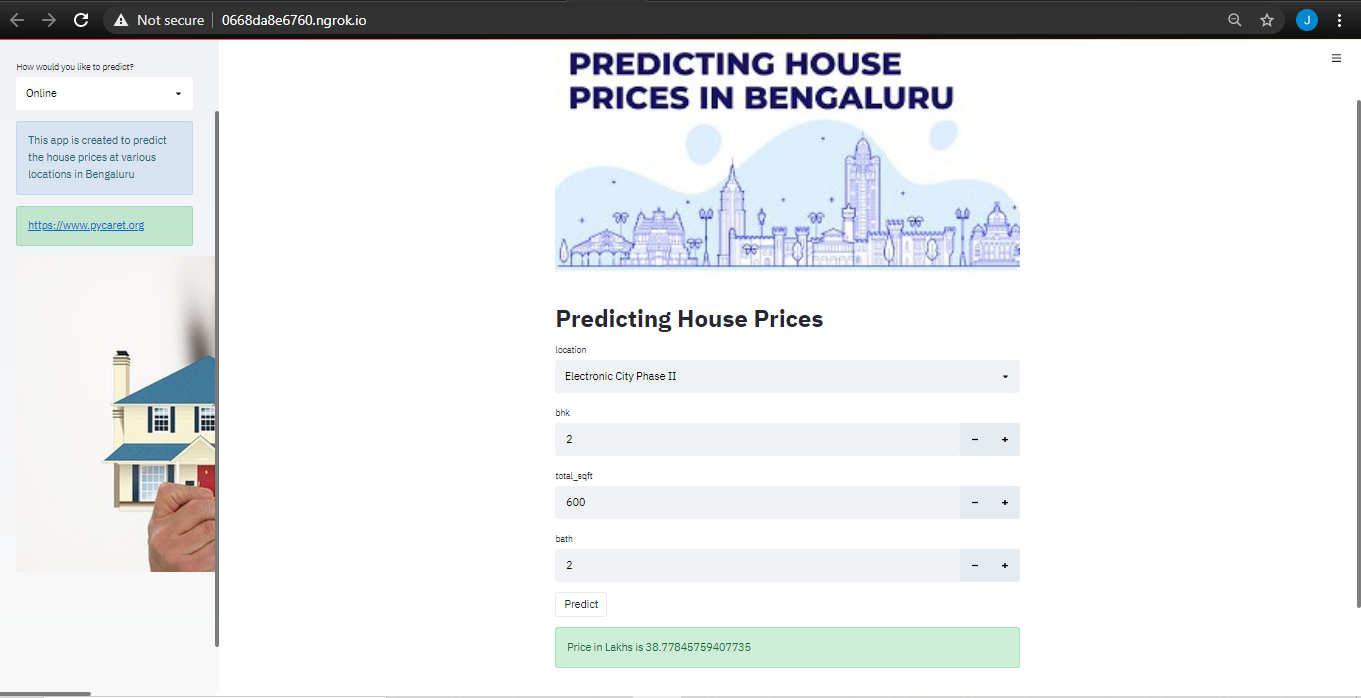 Not secure
0668da8e6760.ngrok.io
J
How would you like to predict?
Online
This app is created to predict
the house prices at various
locations in Bengaluru
https://www.pycaret.org
PREDICTING HOUSE
PRICES IN BENGALURU
Predicting House Prices
location
Electronic City Phase II
bhk
2
- +
total_sqft
600
- +
bath
2
- +
Predict
Price in Lakhs is 38.77845759407735